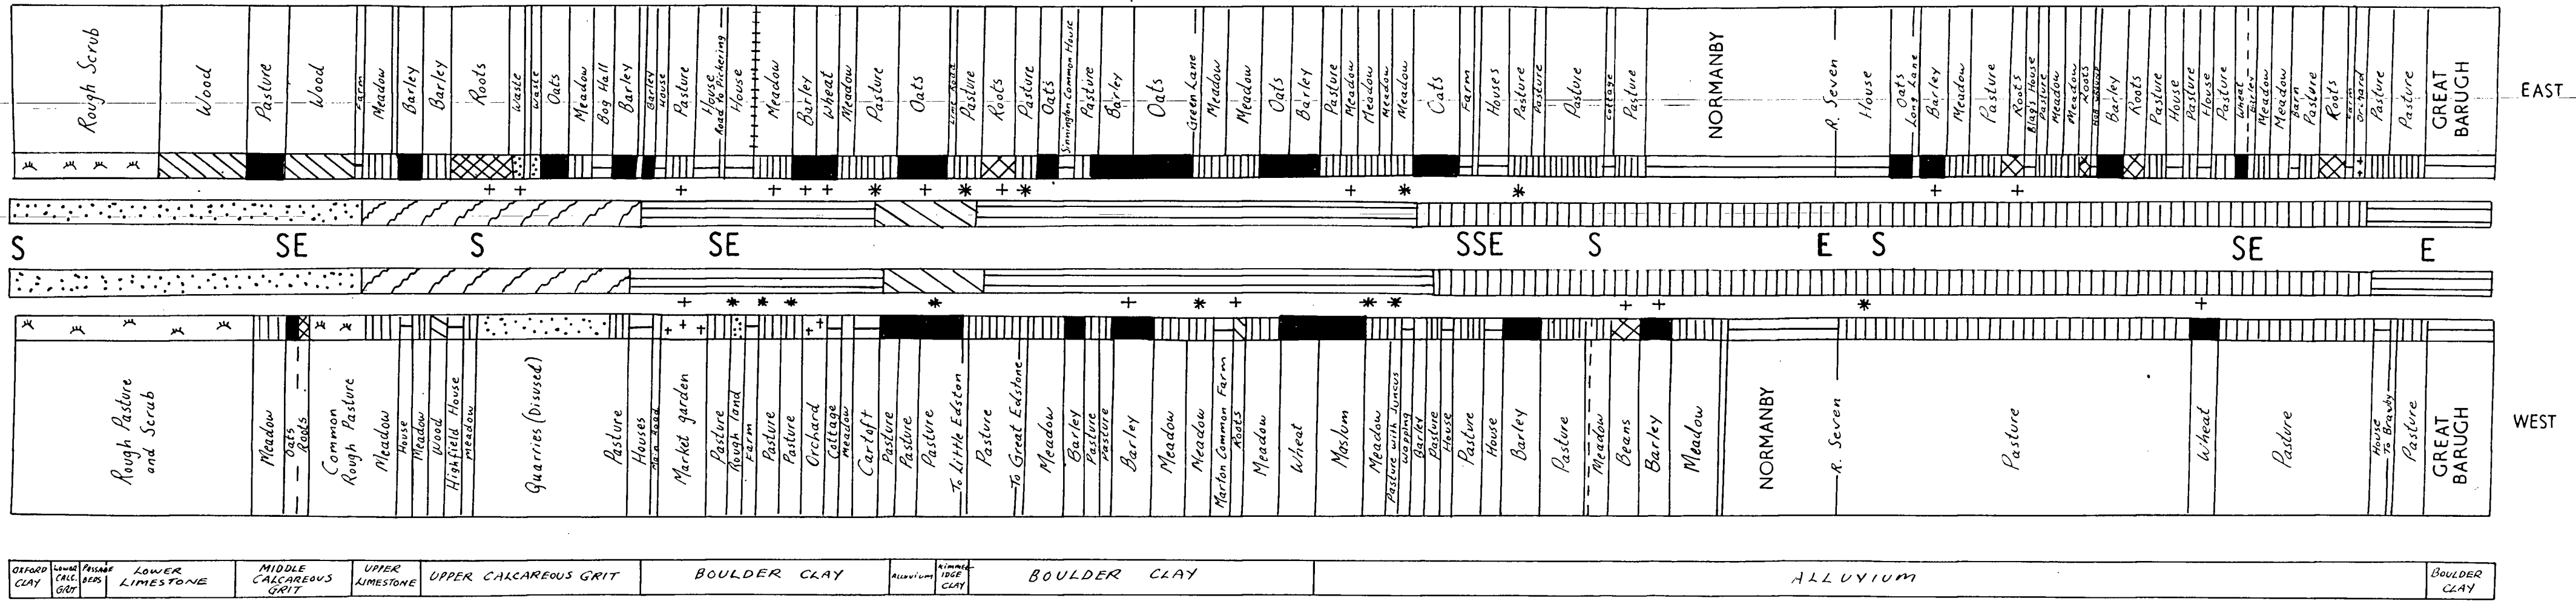 Rough Scrub
Wood
Pasture
Wood
Farm
Meadow
Barley
Barley
Roots
Waste
Waste
Oats
Meadow
Bog Hall
Barley
Barley
House
Pasture
House
Road to Pickering
House
Meadow
Barley
Wheat
Meadow
Pasture
Oats
Pasture
Roots
Pasture
Oats
Sinnington Common House
Pasture
Barley
Oats
Green Lane
Meadow
Meadow
Oats
Barley
Pasture
Meadow
Meadow
Meadow
Meadow
Oats
Farm
Houses
Pasture
Pasture
Pasture
Cottage
Pasture
NORMANBY
R. Seven
House
Oats
Long Lane
Barley
Meadow
Pasture
Roots
Blag's House
Pasture
Meadow
Meadow
Roots
Barley
Roots
Pasture
House
Pasture
House
Pasture
Wheat
Meadow
Meadow
Barn
Pasture
Roots
Farm
Orchard
Pasture
Pasture
GREAT
BARUGH
EAST
S SE S SE SSE S E S SE E
Rough Pasture
and Scrub
Meadow
Oats
Roots
Common
Rough Pasture
Meadow
House
Meadow
Wood
Highfield House
Meadow
Quarries (Disused)
Pasture
Houses
Main Road
Market garden
Pasture
Rough land
Farm
Pasture
Pasture
Orchard
Cottage
Meadow
Cartoft
Pasture
Pasture
Pasture
To Little Edston
Pasture
To Great Edstone
Meadow
Barley
Pasture
Pasture
Barley
Meadow
Meadow
Marton Common Farm
Roots
Meadow
Wheat
Maslum
Meadow
Pasture with Juncus
Wapping
Barley
Pasture
House
Pasture
House
Barley
Pasture
Meadow
Beans
Barley
Meadow
NORMANBY
R. Seven
Pasture
Wheat
Pasture
House
To Brawby
Pasture
GREAT
BARUGH
WEST
OXFORD
CLAY
LOWER
CALC.
GRIT
PASSAGE
BEDS
LOWER
LIMESTONE
MIDDLE
CALCAREOUS
GRIT
UPPER
LIMESTONE
UPPER CALCAREOUS GRIT
BOULDER CLAY
Alluvium
KIMMER
IDGE
CLAY
BOULDER CLAY
ALLUVIUM
BOULDER
CLAY